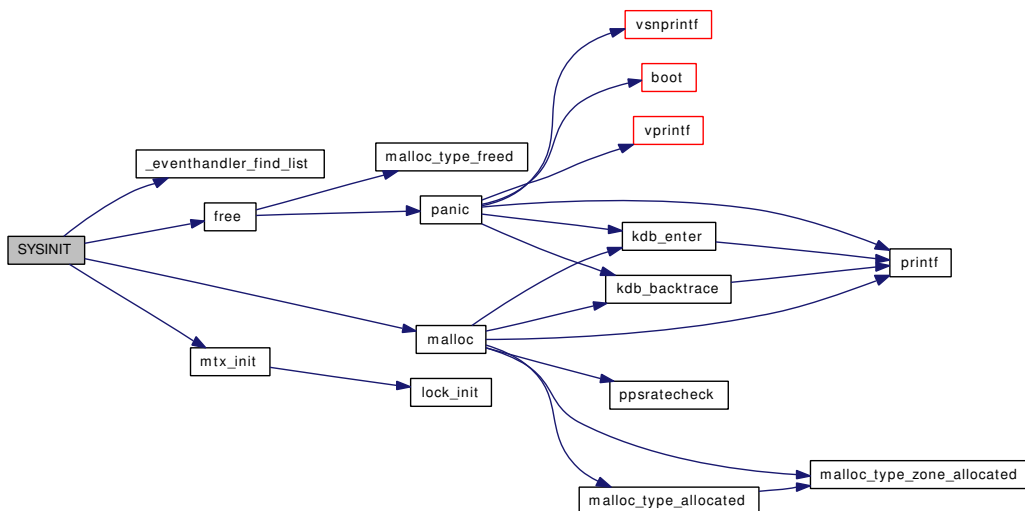 vsnprintf
boot
vprintf
_eventhandler_find_list
malloc_type_freed
free
panic
kdb_enter
SYSINIT
printf
kdb_backtrace
malloc
mtx_init
lock_init
ppsratecheck
malloc_type_zone_allocated
malloc_type_allocated